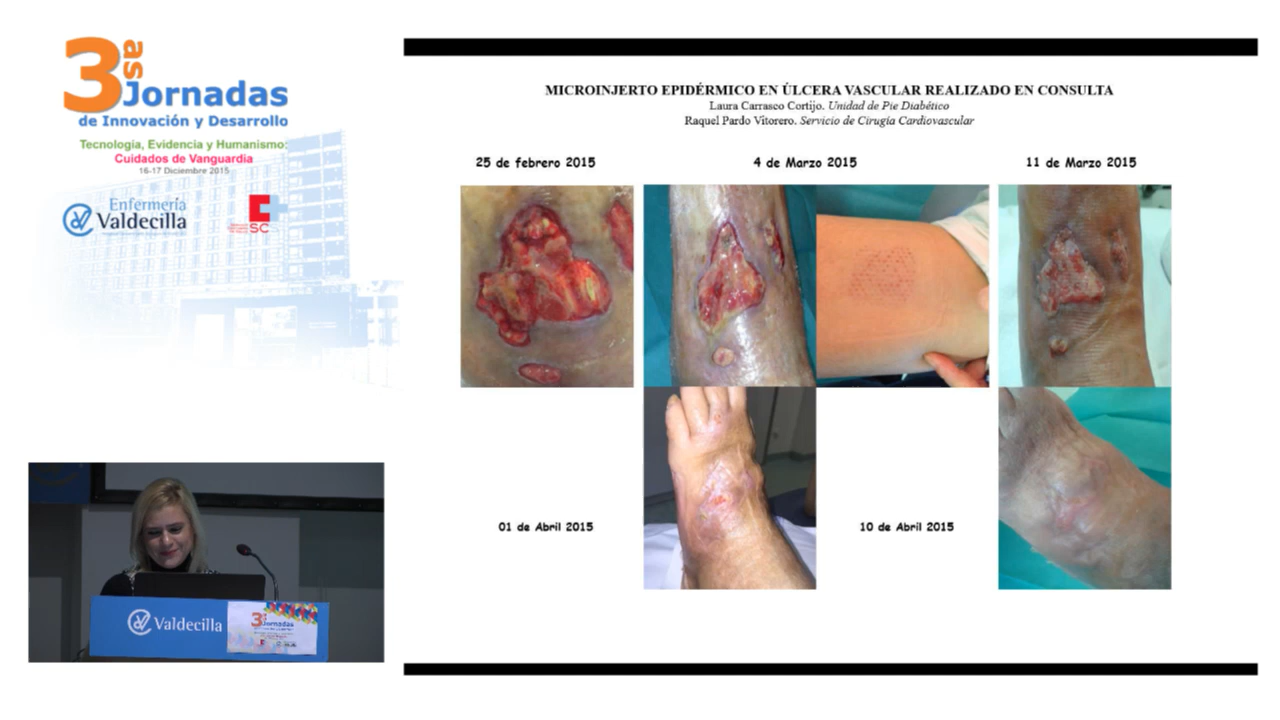 3as Jornadas
de Innovación y Desarrollo
Tecnología, Evidencia y Humanismo:
Cuidados de Vanguardia
16-17 Diciembre 2015
Enfermería
Valdecilla
SC
MICROINJERTO EPIDÉRMICO EN ÚLCERA VASCULAR REALIZADO EN CONSULTA
Laura Carrasco Cortijo. Unidad de Pie Diabético
Raquel Pardo Vitorero. Servicio de Cirugía Cardiovascular
25 de febrero 2015
4 de Marzo 2015
11 de Marzo 2015
01 de Abril 2015
10 de Abril 2015
Valdecilla
3as Jornadas